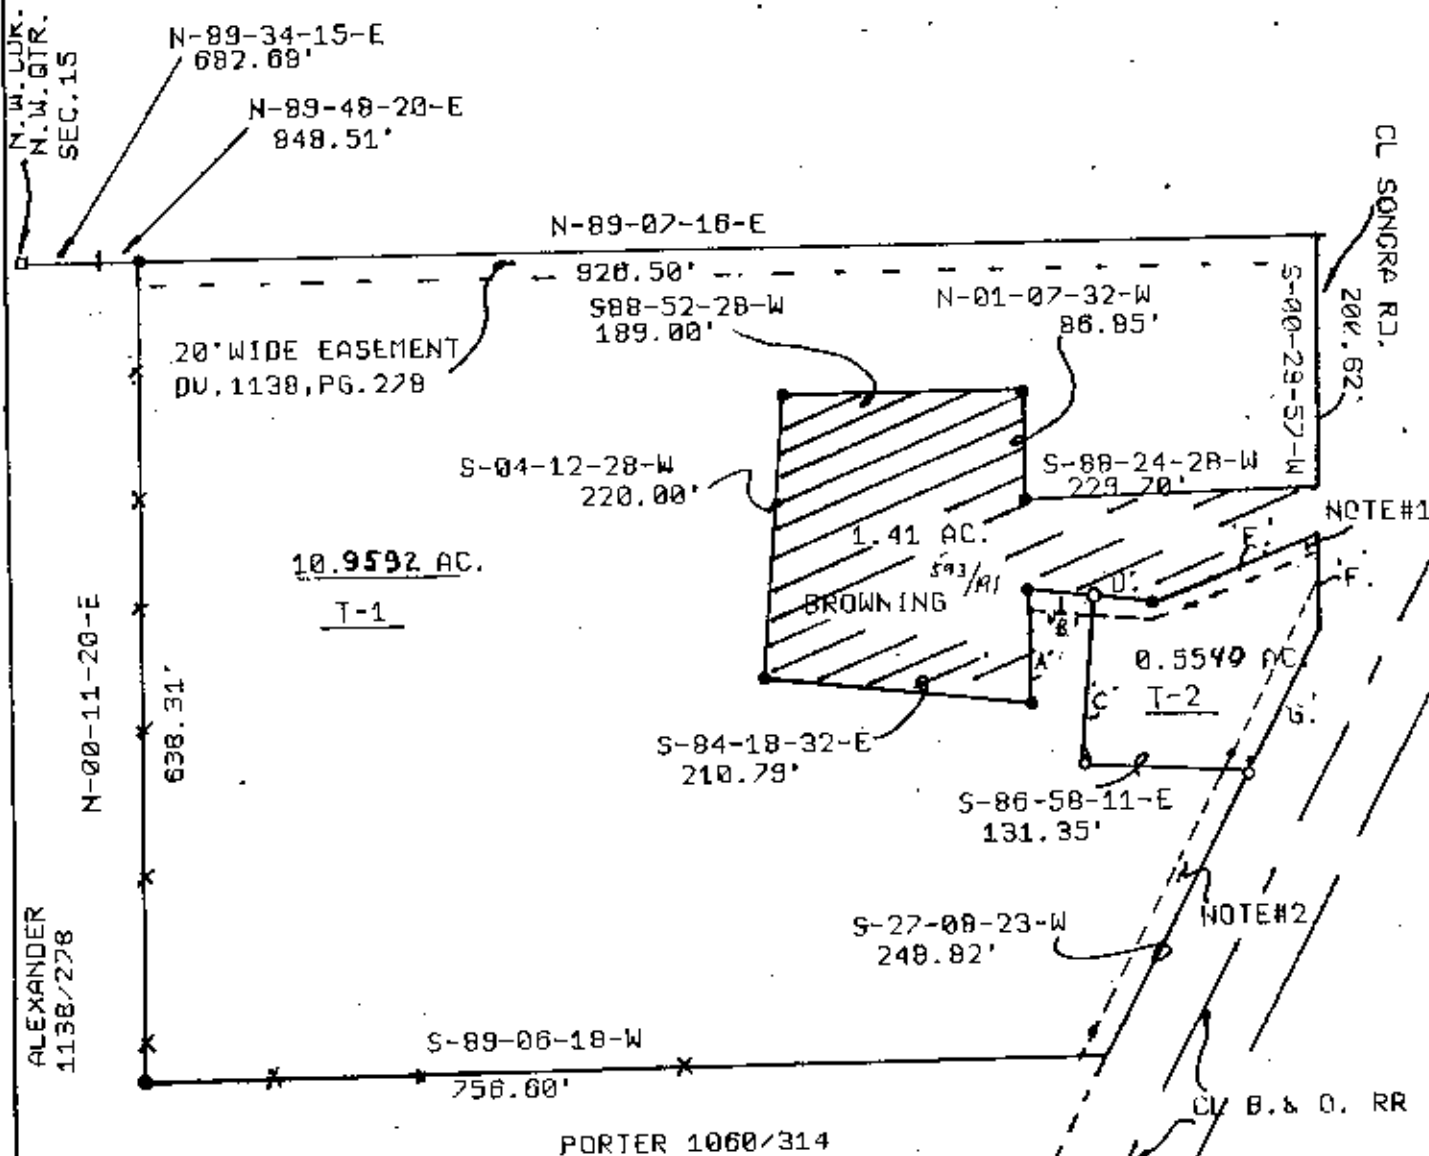 N.W. COR.
N.W. QTR.
SEC.15
N-89-34-15-E
682.68'
N-89-48-20-E
848.51'
CL SONGRA RD.
N-89-07-16-E
926.50'
S-00-29-57-W
200.62'
S88-52-28-W
189.00'
N-01-07-32-W
86.85'
20'WIDE EASEMENT
DV.1138,PG.278
S-04-12-28-W
220.00'
S-88-24-28-W
229.70'
NOTE#1
1.41 AC.
593/191
BROWNING
10.9592 AC.
T-1
'E'
'F'
'D'
'B'
'A'
'C'
0.5540 AC.
T-2
'G'
N-00-11-20-E
638.31'
S-84-18-32-E
210.79'
S-86-58-11-E
131.35'
NOTE#2
S-27-08-23-W
248.82'
ALEXANDER
1138/278
S-89-06-18-W
756.60'
CL B.& O. RR
PORTER 1060/314